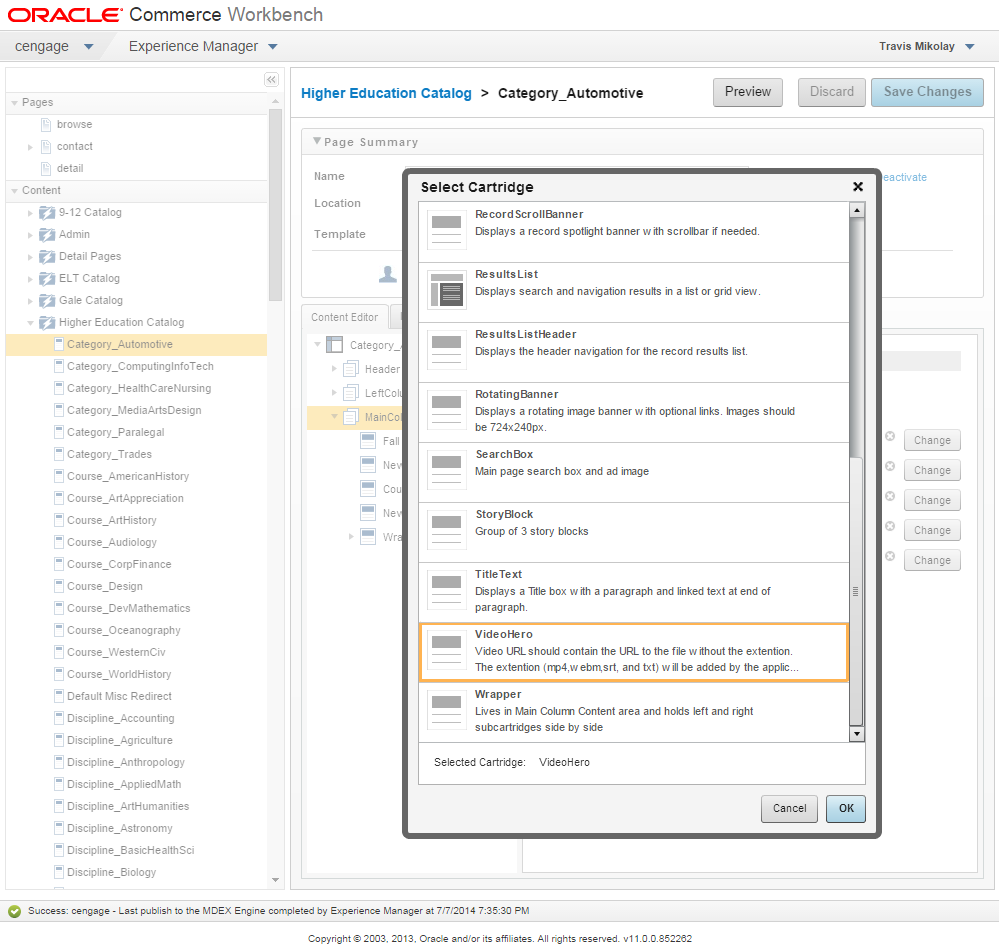 ORACLE Commerce Workbench
cengage Experience Manager Travis Mikolay
Pages
browse
contact
detail
Content
9-12 Catalog
Admin
Detail Pages
ELT Catalog
Gale Catalog
Higher Education Catalog
Category_Automotive
Category_ComputingInfoTech
Category_HealthCareNursing
Category_MediaArtsDesign
Category_Paralegal
Category_Trades
Course_AmericanHistory
Course_ArtAppreciation
Course_ArtHistory
Course_Audiology
Course_CorpFinance
Course_Design
Course_DevMathematics
Course_Oceanography
Course_WesternCiv
Course_WorldHistory
Default Misc Redirect
Discipline_Accounting
Discipline_Agriculture
Discipline_Anthropology
Discipline_AppliedMath
Discipline_ArtHumanities
Discipline_Astronomy
Discipline_BasicHealthSci
Discipline_Biology
Higher Education Catalog > Category_Automotive
Preview Discard Save Changes
Page Summary
Name
eactivate
Location
Template
Content Editor
Category_
Header
LeftColu
MainCol
Fall
New
Cou
New
Wra
Change
Change
Change
Change
Change
Select Cartridge
RecordScrollBanner
Displays a record spotlight banner with scrollbar if needed.
ResultsList
Displays search and navigation results in a list or grid view.
ResultsListHeader
Displays the header navigation for the record results list.
RotatingBanner
Displays a rotating image banner with optional links. Images should
be 724x240px.
SearchBox
Main page search box and ad image
StoryBlock
Group of 3 story blocks
TitleText
Displays a Title box with a paragraph and linked text at end of
paragraph.
VideoHero
Video URL should contain the URL to the file without the extention.
The extention (mp4,webm,srt, and txt) will be added by the applic...
Wrapper
Lives in Main Column Content area and holds left and right
subcartridges side by side
Selected Cartridge: VideoHero
Cancel OK
Success: cengage - Last publish to the MDEX Engine completed by Experience Manager at 7/7/2014 7:35:30 PM
Copyright © 2003, 2013, Oracle and/or its affiliates. All rights reserved. v11.0.0.852262